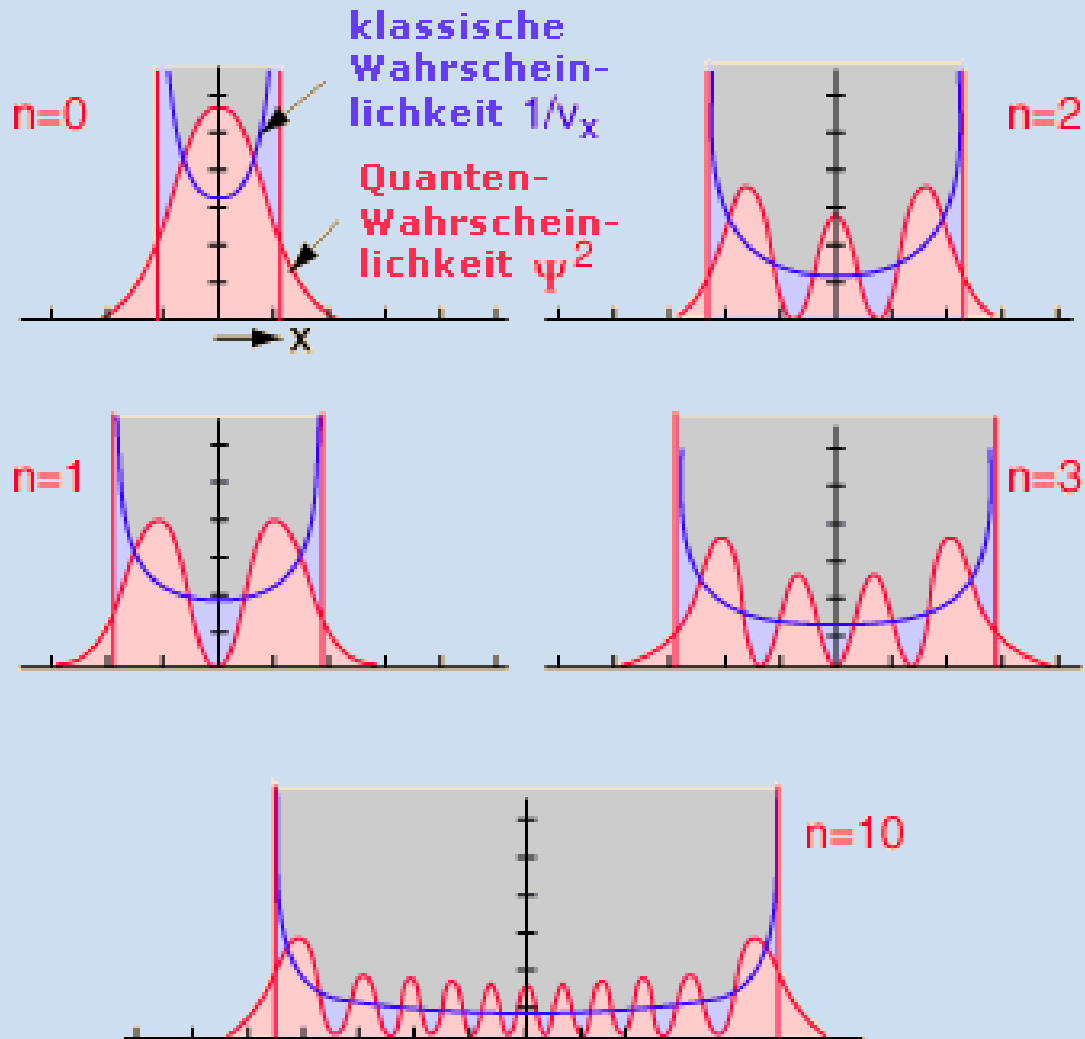 klassische
Wahrschein-
lichkeit 1/vₓ
n=0
Quanten-
Wahrschein-
lichkeit ψ²
x
n=2
n=1
n=3
n=10